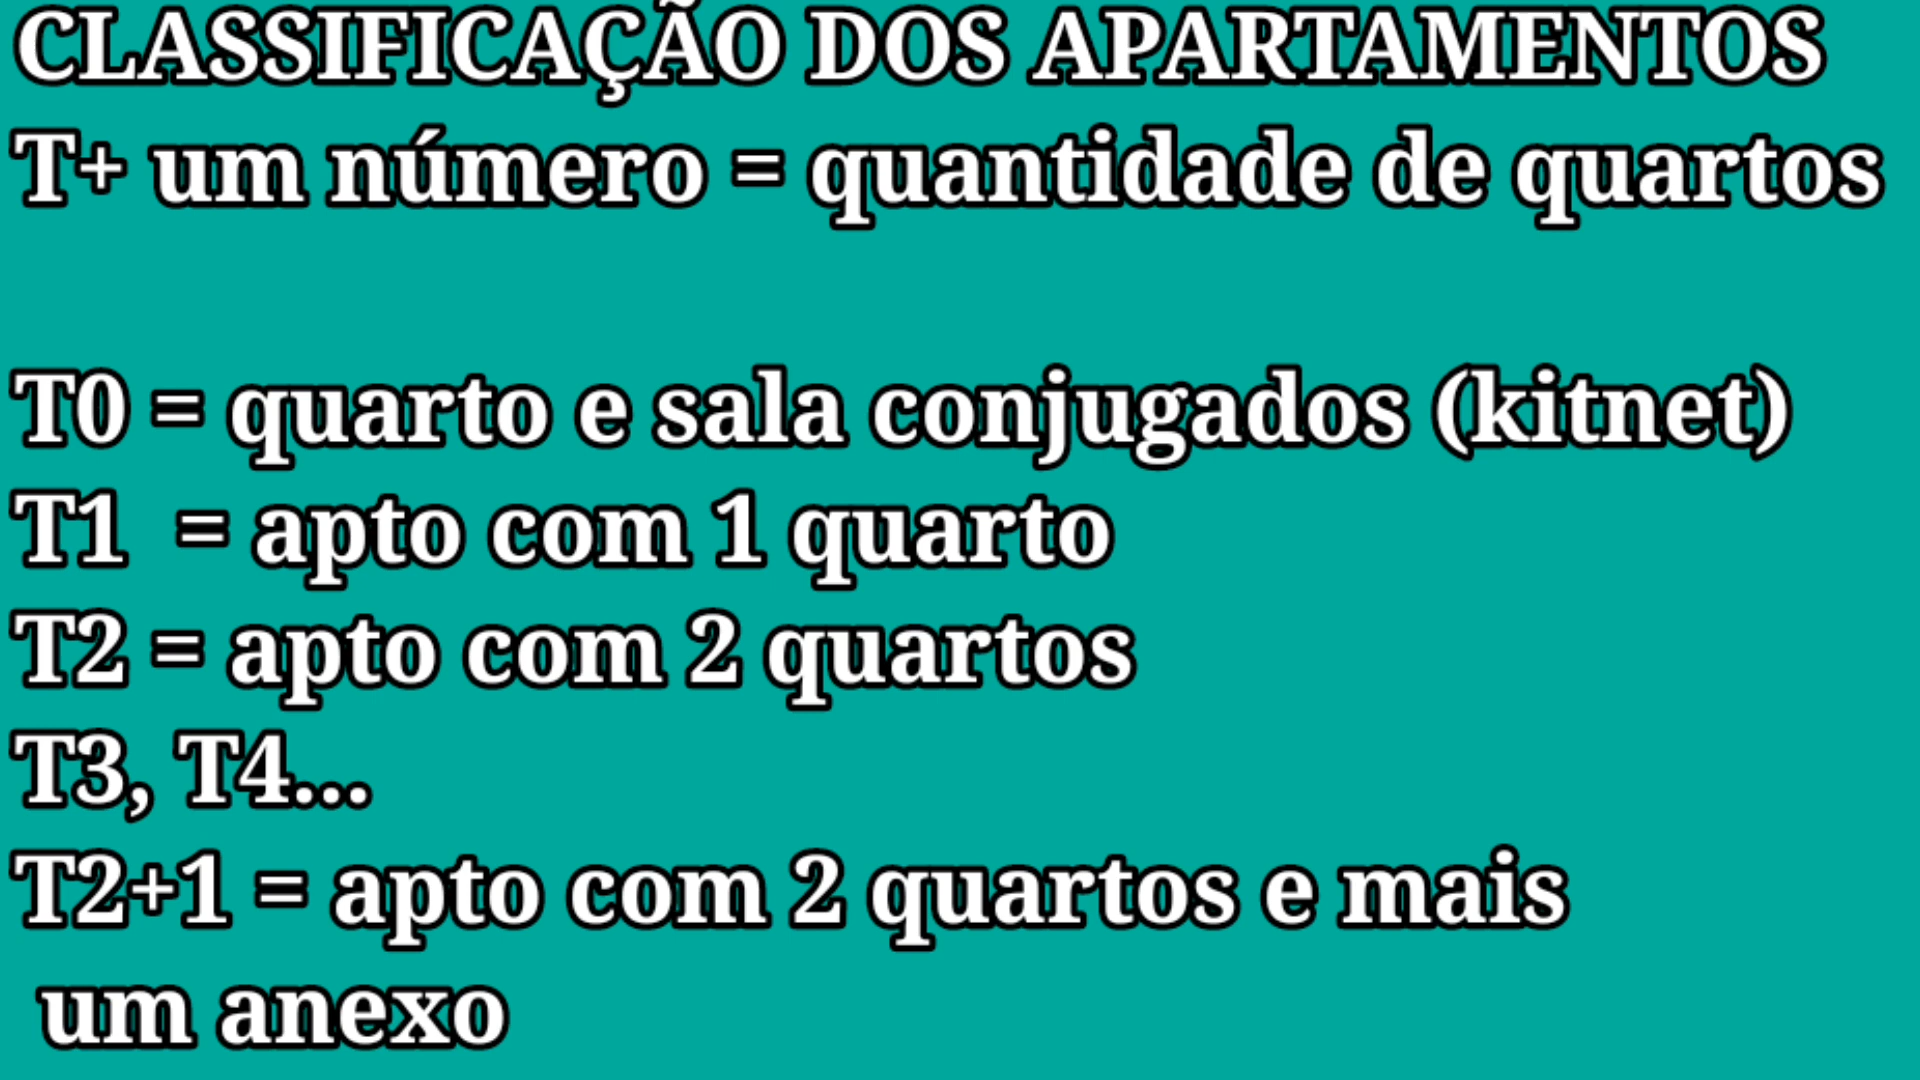 CLASSIFICAÇÃO DOS APARTAMENTOS
T+ um número = quantidade de quartos
T0 = quarto e sala conjugados (kitnet)
T1 = apto com 1 quarto
T2 = apto com 2 quartos
T3, T4...
T2+1 = apto com 2 quartos e mais
um anexo